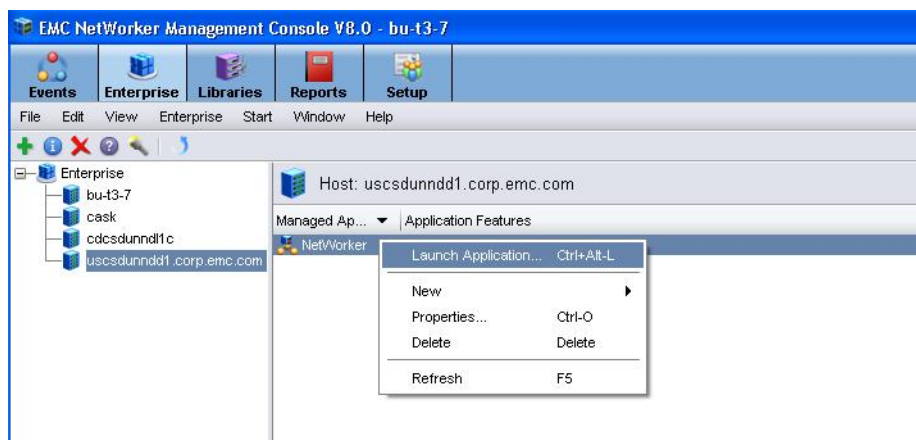 EMC NetWorker Management Console V8.0 - bu-t3-7
Events Enterprise Libraries Reports Setup
File Edit View Enterprise Start Window Help
Enterprise
bu-t3-7
cask
cdcsdunndl1c
uscsdunndd1.corp.emc.com
Host: uscsdunndd1.corp.emc.com
Managed Ap... Application Features
NetWorker
Launch Application... Ctrl+Alt-L
New
Properties... Ctrl-O
Delete Delete
Refresh F5